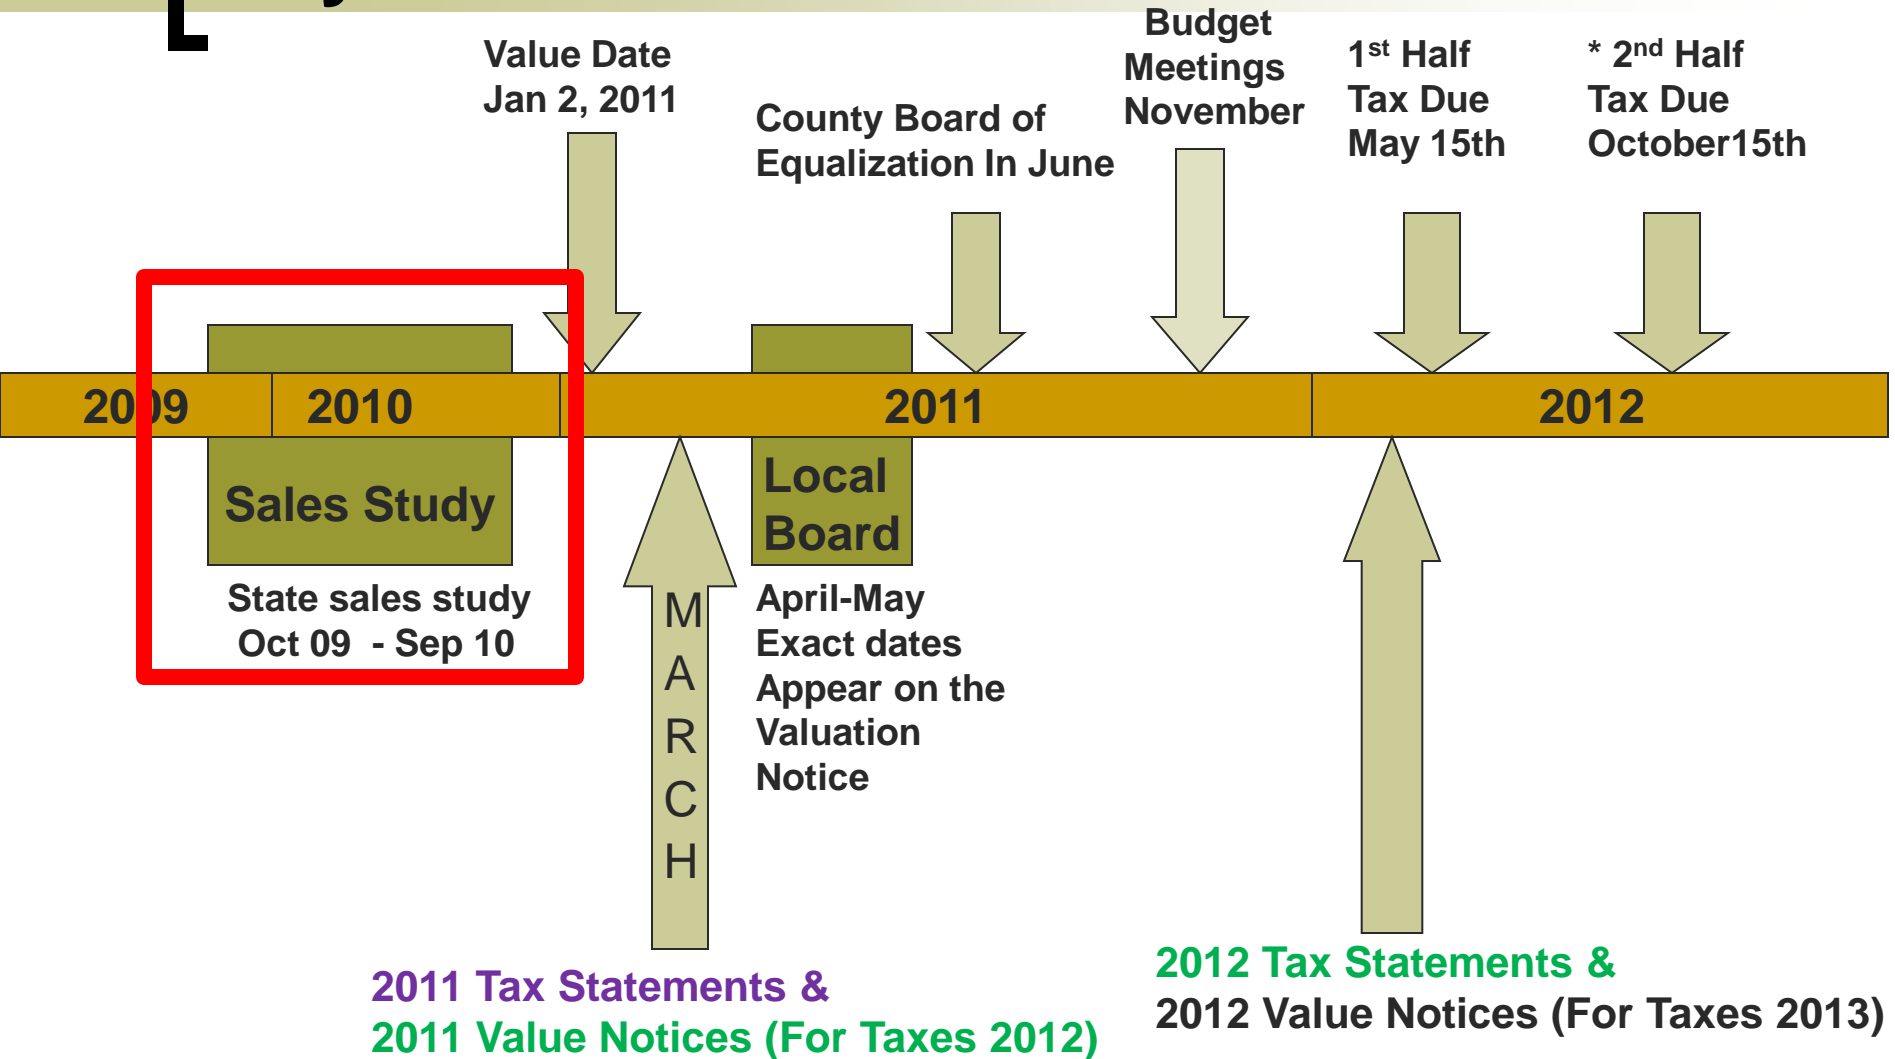 Value Date
Jan 2, 2011
County Board of
Equalization In June
Budget
Meetings
November
1st Half
Tax Due
May 15th
* 2nd Half
Tax Due
October15th
2009
2010
2011
2012
Sales Study
State sales study
Oct 09 - Sep 10
MARCH
Local
Board
April-May
Exact dates
Appear on the
Valuation
Notice
2011 Tax Statements &
2011 Value Notices (For Taxes 2012)
2012 Tax Statements &
2012 Value Notices (For Taxes 2013)